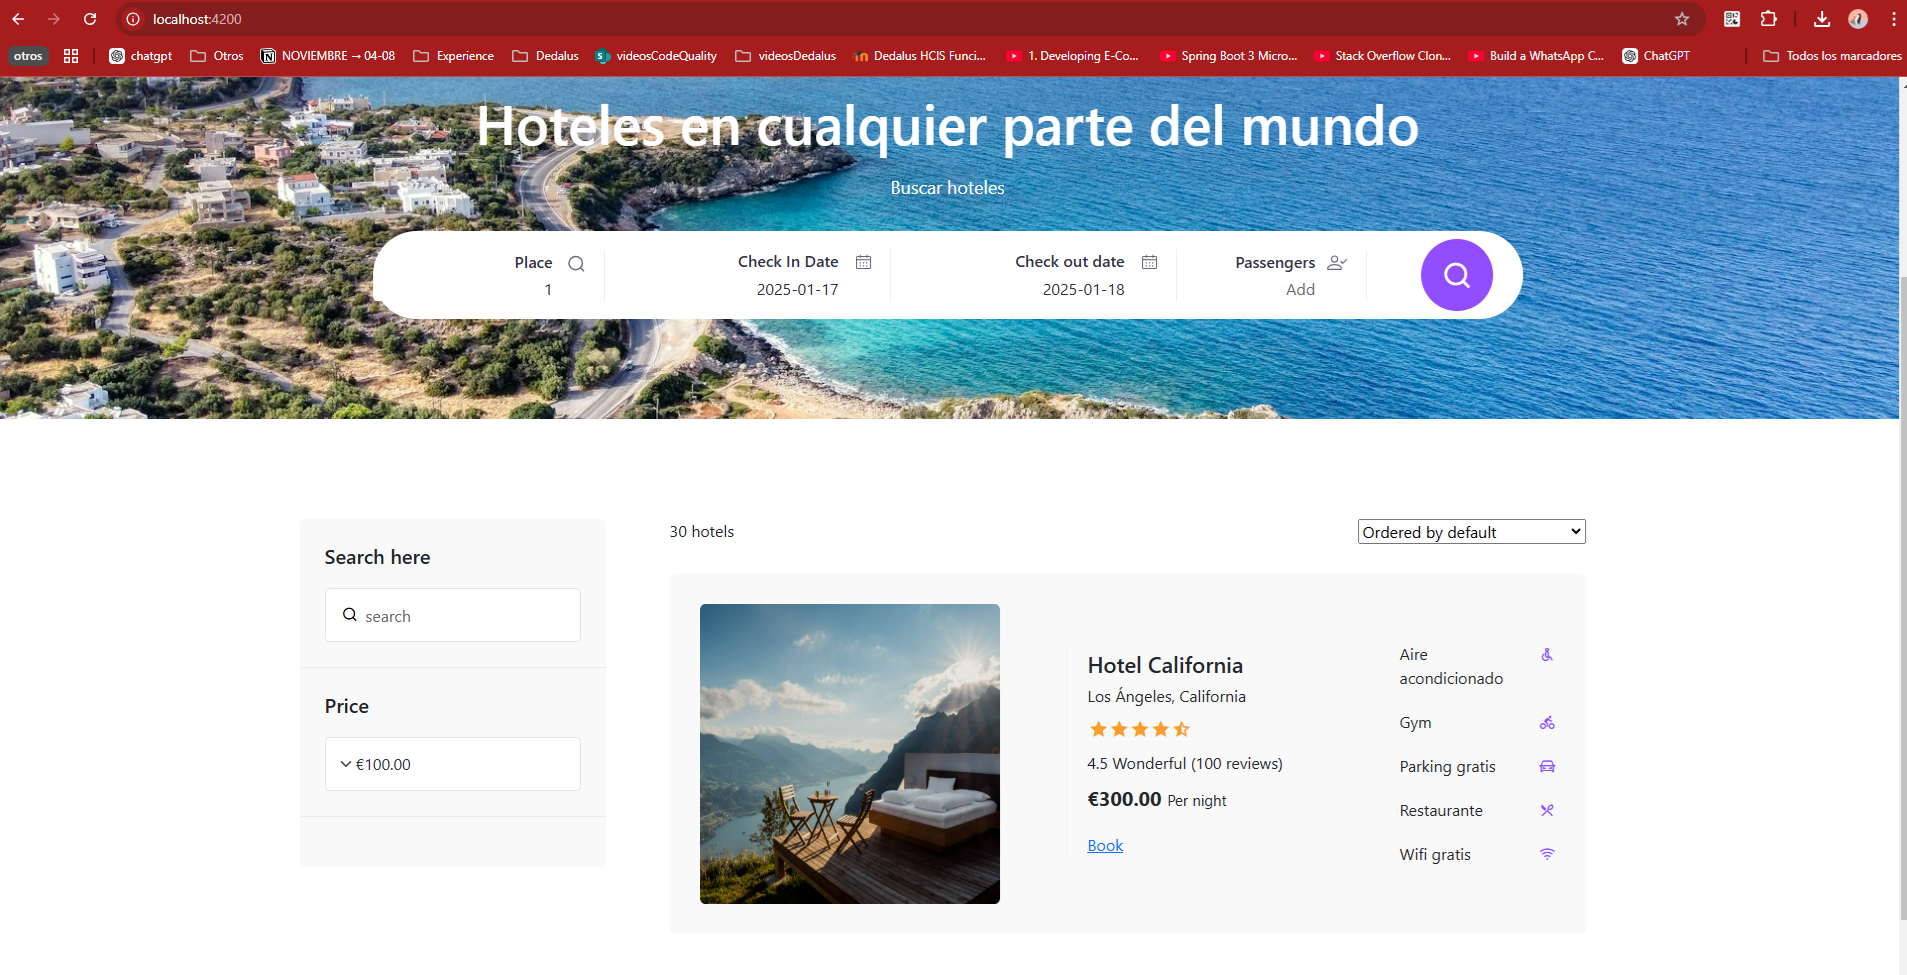 localhost:4200
otros
chatgpt
Otros
NOVIEMBRE → 04-08
Experience
Dedalus
videosCodeQuality
videosDedalus
Dedalus HCIS Funci...
1. Developing E-Co...
Spring Boot 3 Micro...
Stack Overflow Clon...
Build a WhatsApp C...
ChatGPT
Todos los marcadores
Hoteles en cualquier parte del mundo
Buscar hoteles
Place
1
Check In Date
2025-01-17
Check out date
2025-01-18
Passengers
Add
Search here
search
Price
€100.00
30 hotels
Ordered by default
Hotel California
Los Ángeles, California
4.5 Wonderful (100 reviews)
€300.00 Per night
Book
Aire
acondicionado
Gym
Parking gratis
Restaurante
Wifi gratis